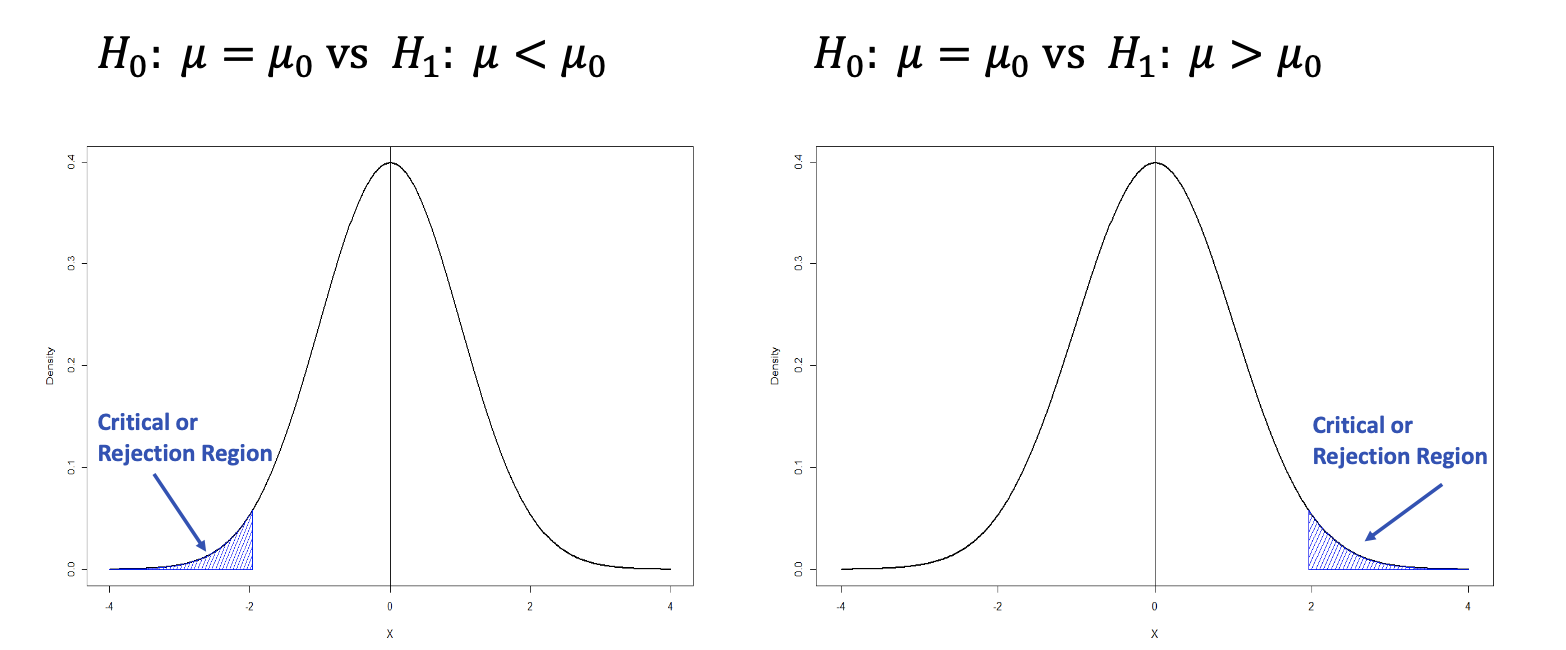 H₀: μ = μ₀ vs H₁: μ < μ₀
0.4
0.3
0.2
0.1
0.0
Density
Critical or
Rejection Region
-4 -2 0 2 4
X
H₀: μ = μ₀ vs H₁: μ > μ₀
0.4
0.3
0.2
0.1
0.0
Density
Critical or
Rejection Region
-4 -2 0 2 4
X